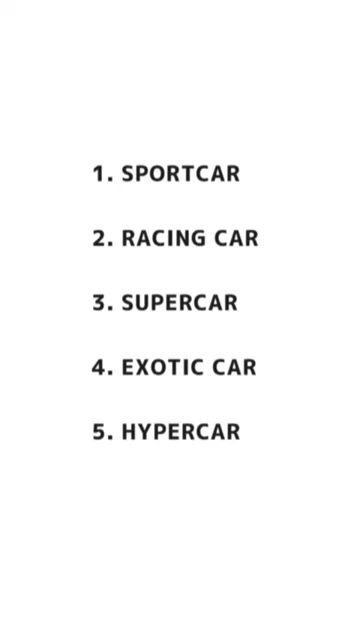 1. SPORTCAR
2. RACING CAR
3. SUPERCAR
4. EXOTIC CAR
5. HYPERCAR